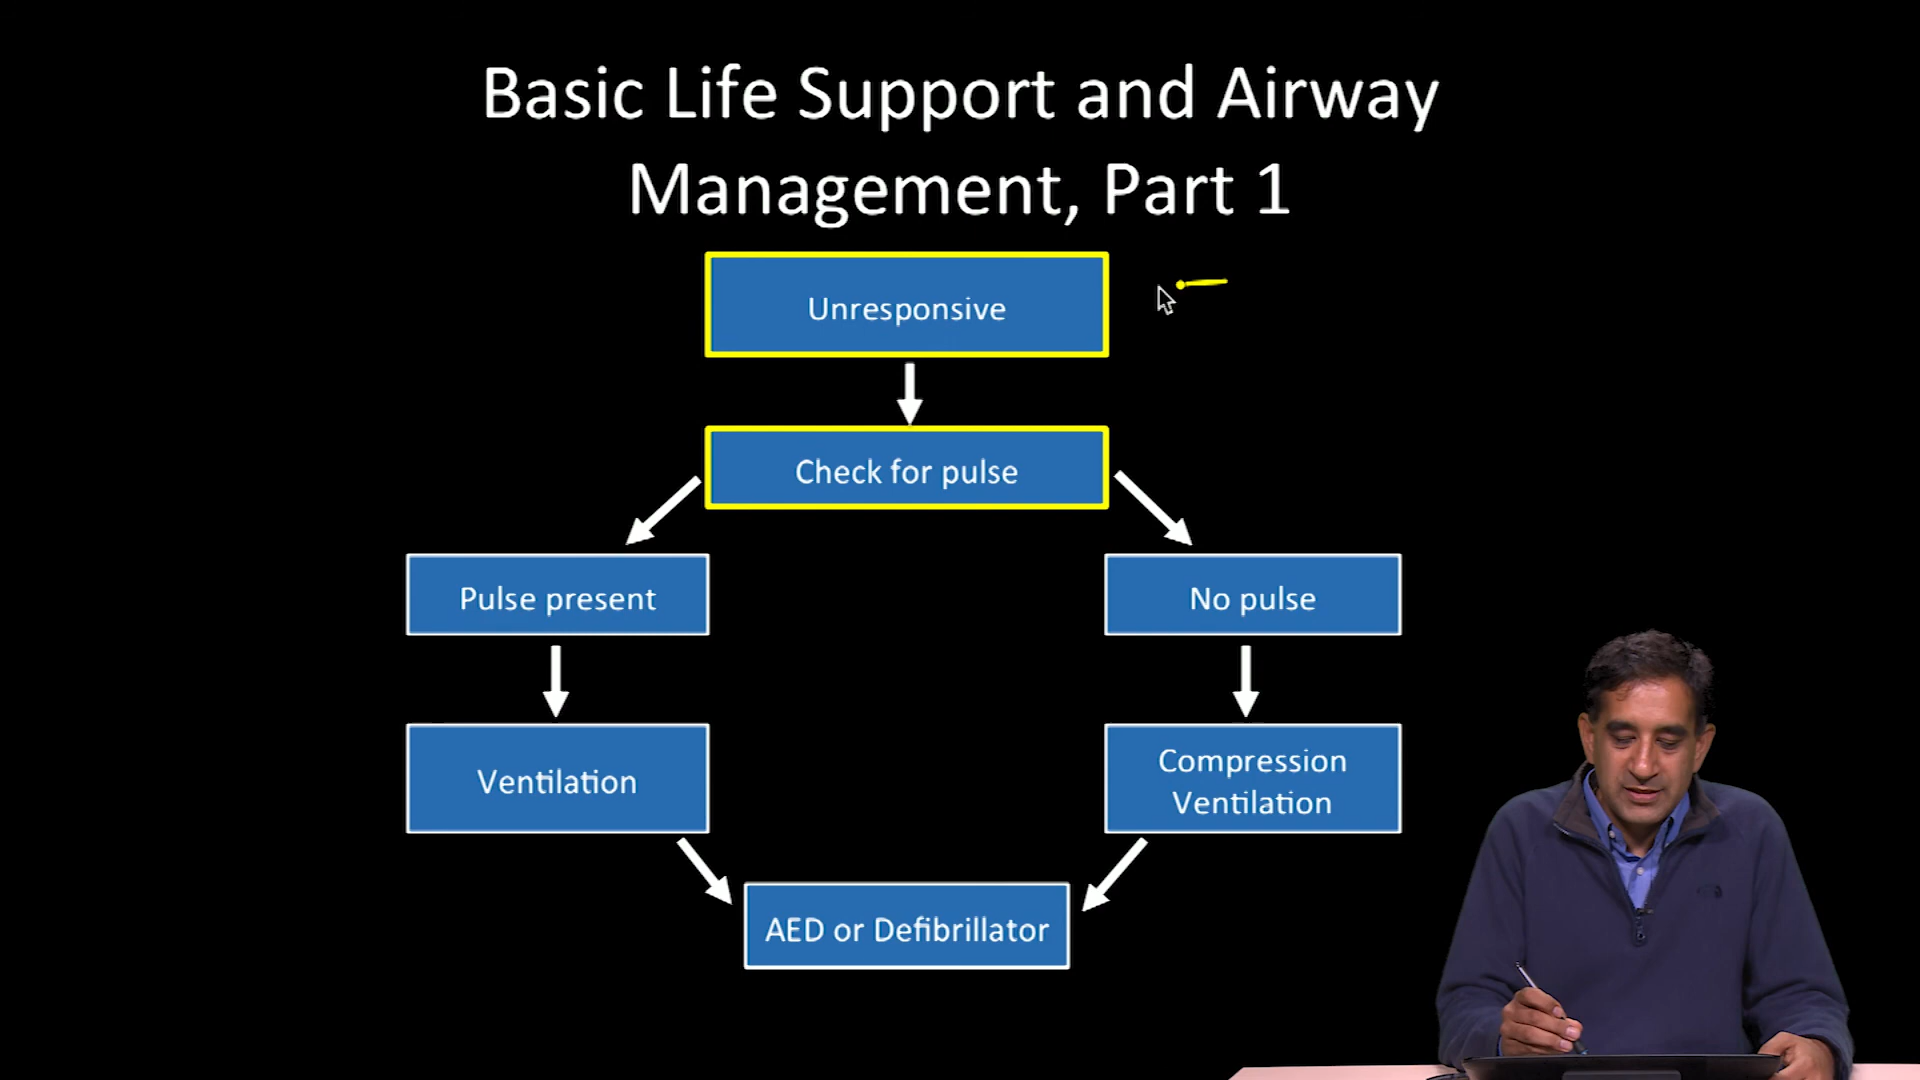 Basic Life Support and Airway
Management, Part 1
Unresponsive
Check for pulse
Pulse present
No pulse
Ventilation
Compression
Ventilation
AED or Defibrillator